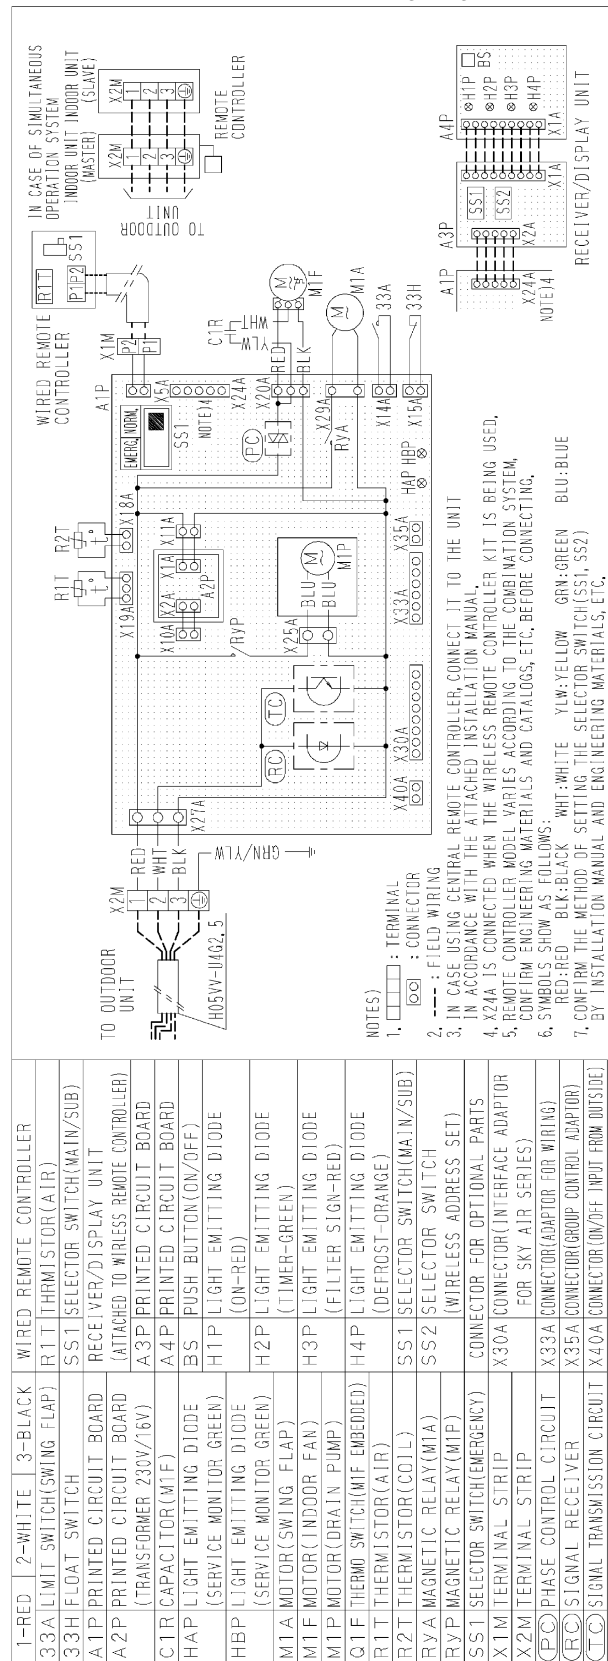 IN CASE OF SIMULTANEOUS
OPERATION SYSTEM
INDOOR UNIT
(MASTER)
INDOOR UNIT
(SLAVE)
X2M
1
2
3
X2M
1
2
3
REMOTE
CONTROLLER
TO OUTDOOR
UNIT
WIRED REMOTE
CONTROLLER
R1T
SS1
P1P2
X1M
P2
P1
A4P
BS
H1P
H2P
H3P
H4P
X1A
A3P
SS1
SS2
X1A
X2A
A1P
X24A
NOTE)4
RECEIVER/DISPLAY UNIT
A1P
EMERG.
NORM.
SS1
X5A
NOTE)4
X24A
X20A
X29A
X14A
X15A
C1R
YLW
WHT
RED
BLK
M
M1F
M
M1A
33A
33H
PC
RyA
HAP
HBP
R1T
R2T
X19A
X18A
X10A
X2A
X1A
X11A
A2P
RyP
X25A
BLU
BLU
M
M1P
X35A
X33A
X30A
X40A
RC
TC
X27A
TO OUTDOOR
UNIT
X2M
1
2
3
RED
WHT
BLK
GRN/YLW
H05VV-U4G2.5
NOTES)
1. : TERMINAL
: CONNECTOR
2. : FIELD WIRING
3. IN CASE USING CENTRAL REMOTE CONTROLLER, CONNECT IT TO THE UNIT
IN ACCORDANCE WITH THE ATTACHED INSTALLATION MANUAL.
4. X24A IS CONNECTED WHEN THE WIRELESS REMOTE CONTROLLER KIT IS BEING USED.
5. REMOTE CONTROLLER MODEL VARIES ACCORDING TO THE COMBINATION SYSTEM,
CONFIRM ENGINEERING MATERIALS AND CATALOGS, ETC. BEFORE CONNECTING.
6. SYMBOLS SHOW AS FOLLOWS:
RED:RED BLK:BLACK WHT:WHITE YLW:YELLOW GRN:GREEN BLU:BLUE
7. CONFIRM THE METHOD OF SETTING THE SELECTOR SWITCH(SS1, SS2)
BY INSTALLATION MANUAL AND ENGINEERING MATERIALS, ETC.
1-RED 2-WHITE 3-BLACK
33A LIMIT SWITCH(SWING FLAP)
33H FLOAT SWITCH
A1P PRINTED CIRCUIT BOARD
A2P PRINTED CIRCUIT BOARD
(TRANSFORMER 230V/16V)
C1R CAPACITOR(M1F)
HAP LIGHT EMITTING DIODE
(SERVICE MONITOR GREEN)
HBP LIGHT EMITTING DIODE
(SERVICE MONITOR GREEN)
M1A MOTOR(SWING FLAP)
M1F MOTOR(INDOOR FAN)
M1P MOTOR(DRAIN PUMP)
Q1F THERMO SWITCH(M1F EMBEDDED)
R1T THERMISTOR(AIR)
R2T THERMISTOR(COIL)
RyA MAGNETIC RELAY(M1A)
RyP MAGNETIC RELAY(M1P)
SS1 SELECTOR SWITCH(EMERGENCY)
X1M TERMINAL STRIP
X2M TERMINAL STRIP
PC PHASE CONTROL CIRCUIT
RC SIGNAL RECEIVER
TC SIGNAL TRANSMISSION CIRCUIT
WIRED REMOTE CONTROLLER
R1T THRMISTOR(AIR)
SS1 SELECTOR SWITCH(MAIN/SUB)
RECEIVER/DISPLAY UNIT
(ATTACHED TO WIRELESS REMOTE CONTROLLER)
A3P PRINTED CIRCUIT BOARD
A4P PRINTED CIRCUIT BOARD
BS PUSH BUTTON(ON/OFF)
H1P LIGHT EMITTING DIODE
(ON-RED)
H2P LIGHT EMITTING DIODE
(TIMER-GREEN)
H3P LIGHT EMITTING DIODE
(FILTER SIGN-RED)
H4P LIGHT EMITTING DIODE
(DEFROST-ORANGE)
SS1 SELECTOR SWITCH(MAIN/SUB)
SS2 SELECTOR SWITCH
(WIRELESS ADDRESS SET)
CONNECTOR FOR OPTIONAL PARTS
X30A CONNECTOR(INTERFACE ADAPTOR
FOR SKY AIR SERIES)
X33A CONNECTOR(ADAPTOR FOR WIRING)
X35A CONNECTOR(GROUP CONTROL ADAPTOR)
X40A CONNECTOR(ON/OFF INPUT FROM OUTSIDE)